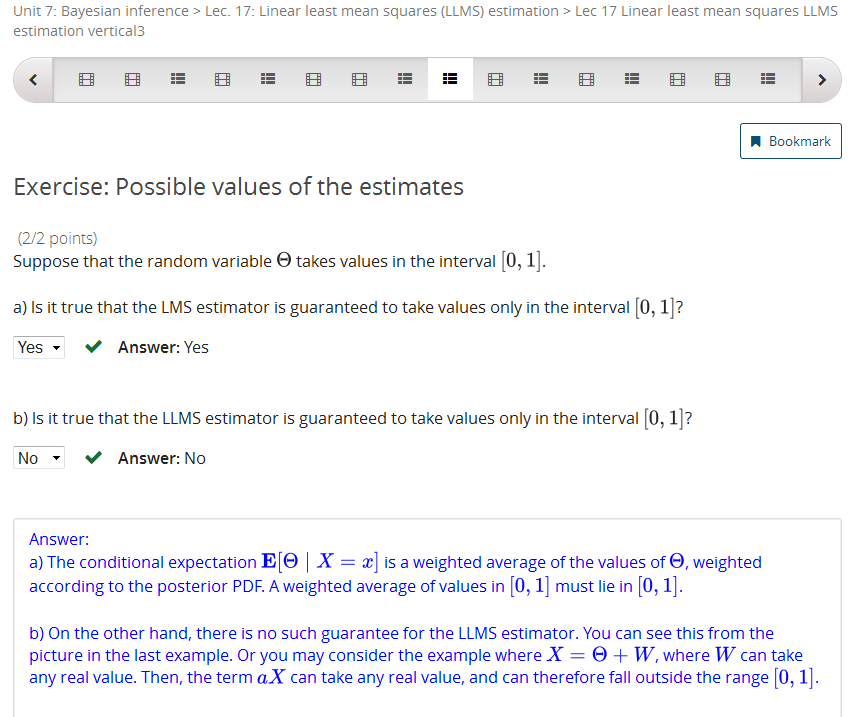 Unit 7: Bayesian inference > Lec. 17: Linear least mean squares (LLMS) estimation > Lec 17 Linear least mean squares LLMS
estimation vertical3
Bookmark
Exercise: Possible values of the estimates
(2/2 points)
Suppose that the random variable Θ takes values in the interval [0, 1].
a) Is it true that the LMS estimator is guaranteed to take values only in the interval [0, 1]?
Yes Answer: Yes
b) Is it true that the LLMS estimator is guaranteed to take values only in the interval [0, 1]?
No Answer: No
Answer:
a) The conditional expectation E[Θ | X = x] is a weighted average of the values of Θ, weighted
according to the posterior PDF. A weighted average of values in [0, 1] must lie in [0, 1].
b) On the other hand, there is no such guarantee for the LLMS estimator. You can see this from the
picture in the last example. Or you may consider the example where X = Θ + W, where W can take
any real value. Then, the term aX can take any real value, and can therefore fall outside the range [0, 1].